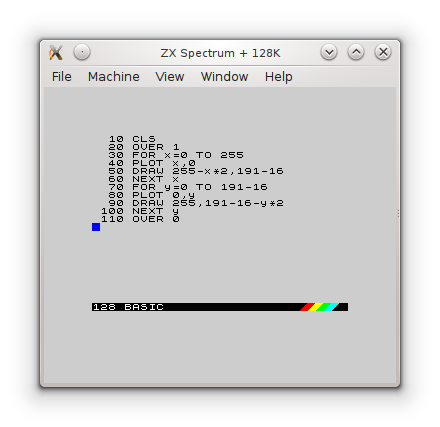 ZX Spectrum + 128K
File Machine View Window Help
10 CLS
20 OVER 1
30 FOR x=0 TO 255
40 PLOT x,0
50 DRAW 255-x*2,191-16
60 NEXT x
70 FOR y=0 TO 191-16
80 PLOT 0,y
90 DRAW 255,191-16-y*2
100 NEXT y
110 OVER 0
128 BASIC